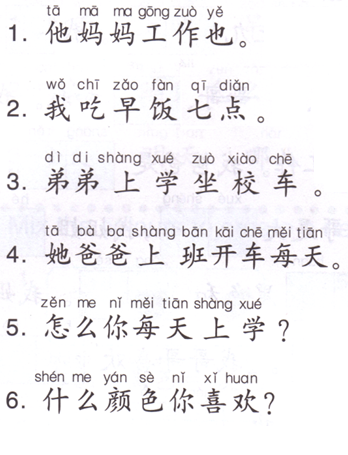 tā mā ma gōng zuò yě
1. 他妈妈工作也。
wǒ chī zǎo fàn qī diǎn
2. 我吃早饭七点。
dì di shàng xué zuò xiào chē
3. 弟弟上学坐校车。
tā bà ba shàng bān kāi chē měi tiān
4. 她爸爸上班开车每天。
zěn me nǐ měi tiān shàng xué
5. 怎么你每天上学?
shén me yán sè nǐ xǐ huan
6. 什么颜色你喜欢?